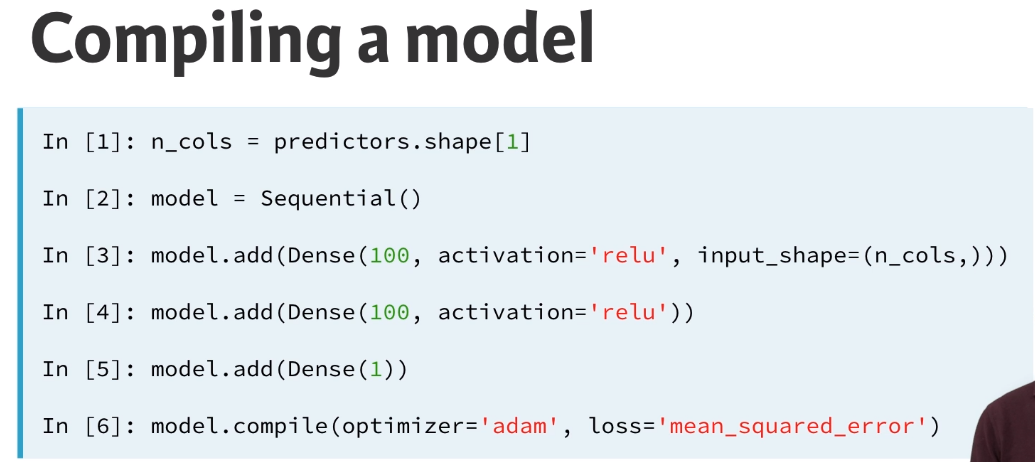 Compiling a model
In [1]: n_cols = predictors.shape[1]
In [2]: model = Sequential()
In [3]: model.add(Dense(100, activation='relu', input_shape=(n_cols,)))
In [4]: model.add(Dense(100, activation='relu'))
In [5]: model.add(Dense(1))
In [6]: model.compile(optimizer='adam', loss='mean_squared_error')